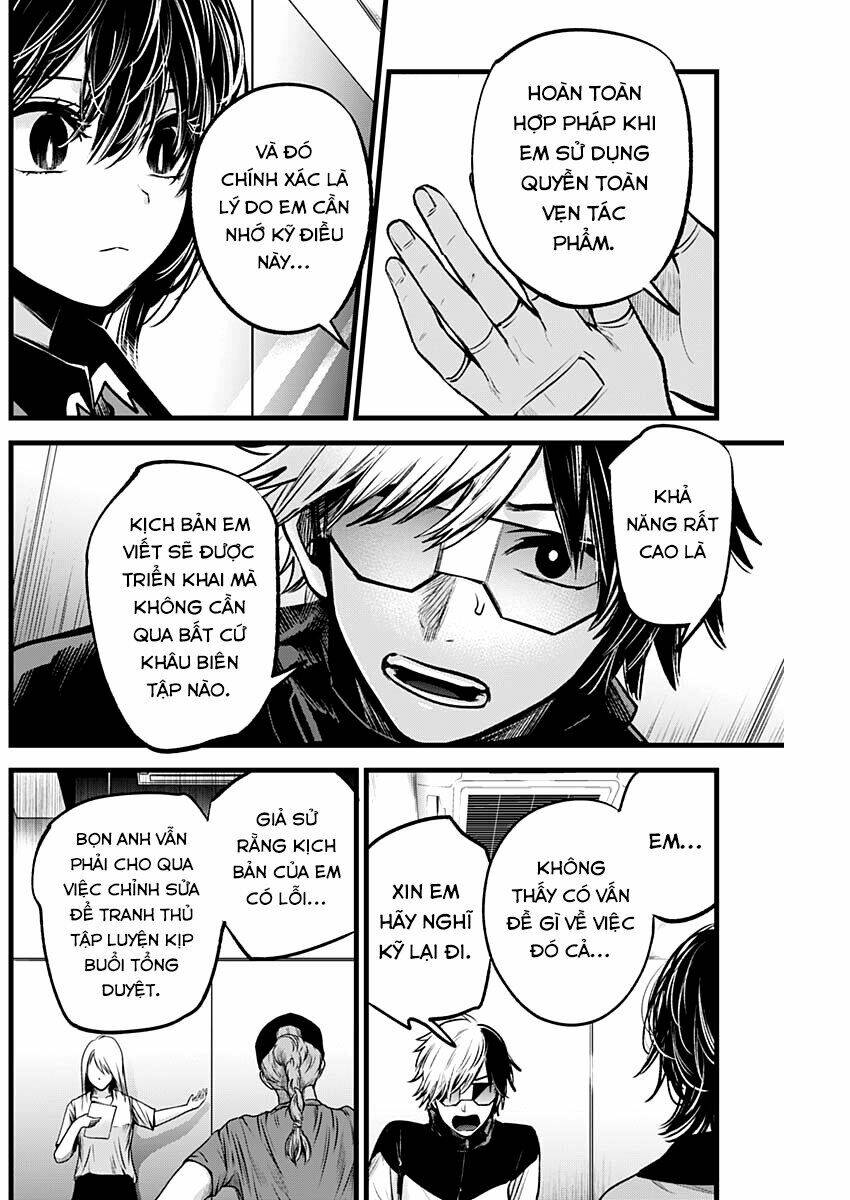 HOÀN TOÀN
HỢP PHÁP KHI
EM SỬ DỤNG
QUYỀN TOÀN
VẸN TÁC
PHẨM.
VÀ ĐÓ
CHÍNH XÁC LÀ
LÝ DO EM CẦN
NHỚ KỸ ĐIỀU
NÀY...
KHẢ
NĂNG RẤT
CAO LÀ
KỊCH BẢN EM
VIẾT SẼ ĐƯỢC
TRIỂN KHAI MÀ
KHÔNG CẦN
QUA BẤT CỨ
KHÂU BIÊN
TẬP NÀO.
EM...
KHÔNG
THẤY CÓ VẤN
ĐỀ GÌ VỀ VIỆC
ĐÓ CẢ...
XIN EM
HÃY NGHĨ
KỸ LẠI ĐI.
GIẢ SỬ
RẰNG KỊCH
BẢN CỦA EM
CÓ LỖI...
BỌN ANH VẪN
PHẢI CHO QUA
VIỆC CHỈNH SỬA
ĐỂ TRANH THỦ
TẬP LUYỆN KỊP
BUỔI TỔNG
DUYỆT.